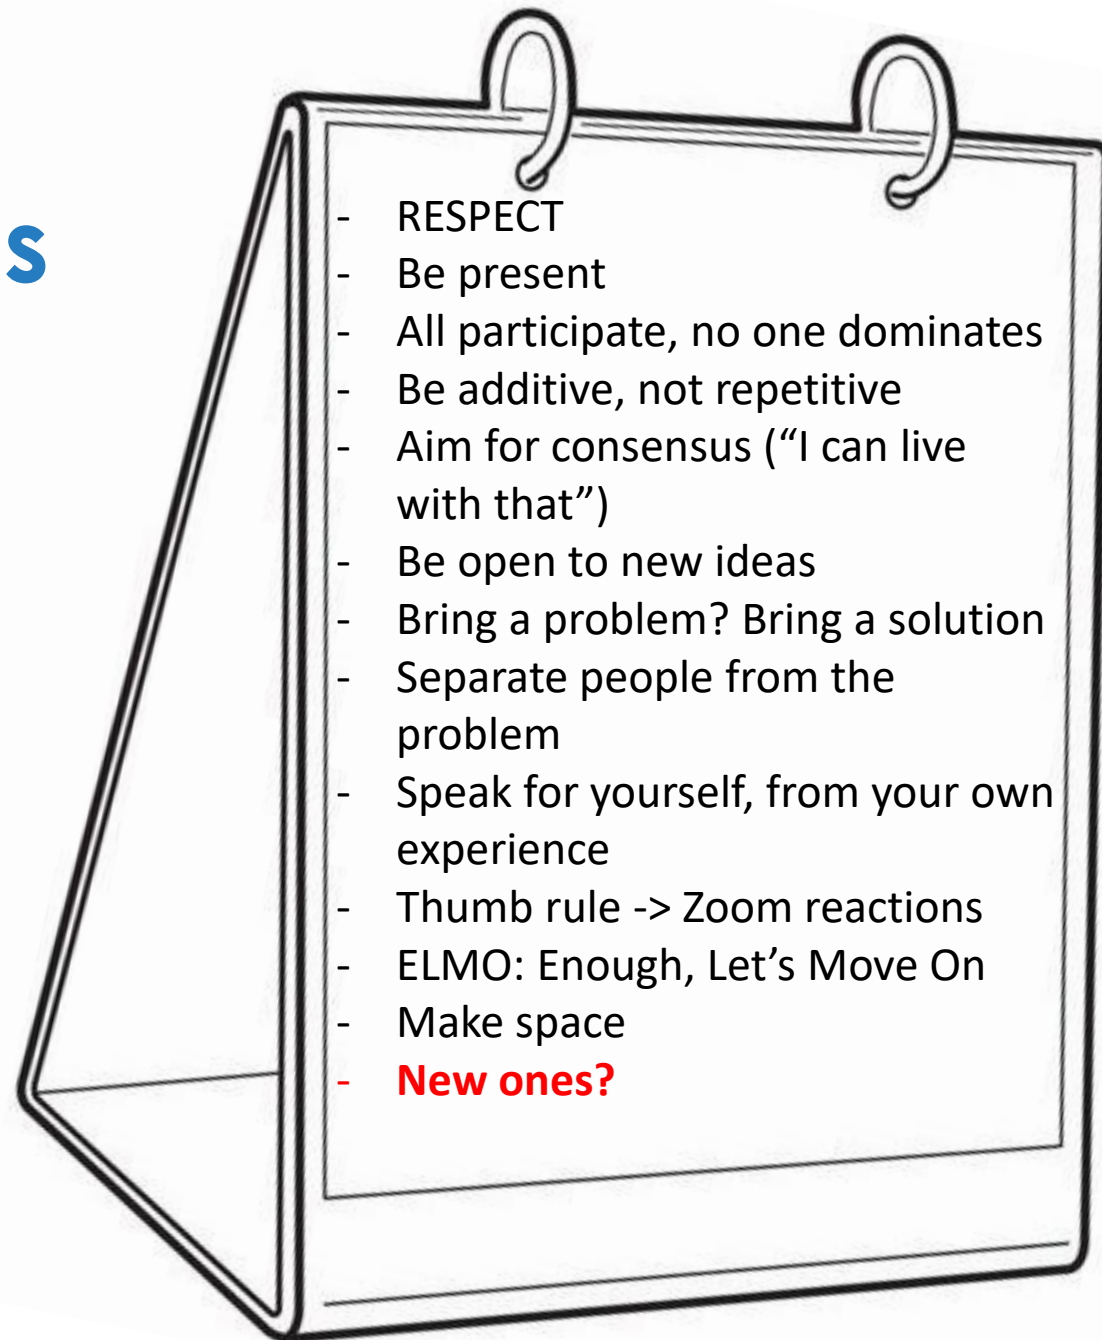 s
- RESPECT
- Be present
- All participate, no one dominates
- Be additive, not repetitive
- Aim for consensus (“I can live
with that”)
- Be open to new ideas
- Bring a problem? Bring a solution
- Separate people from the
problem
- Speak for yourself, from your own
experience
- Thumb rule -> Zoom reactions
- ELMO: Enough, Let’s Move On
- Make space
- New ones?